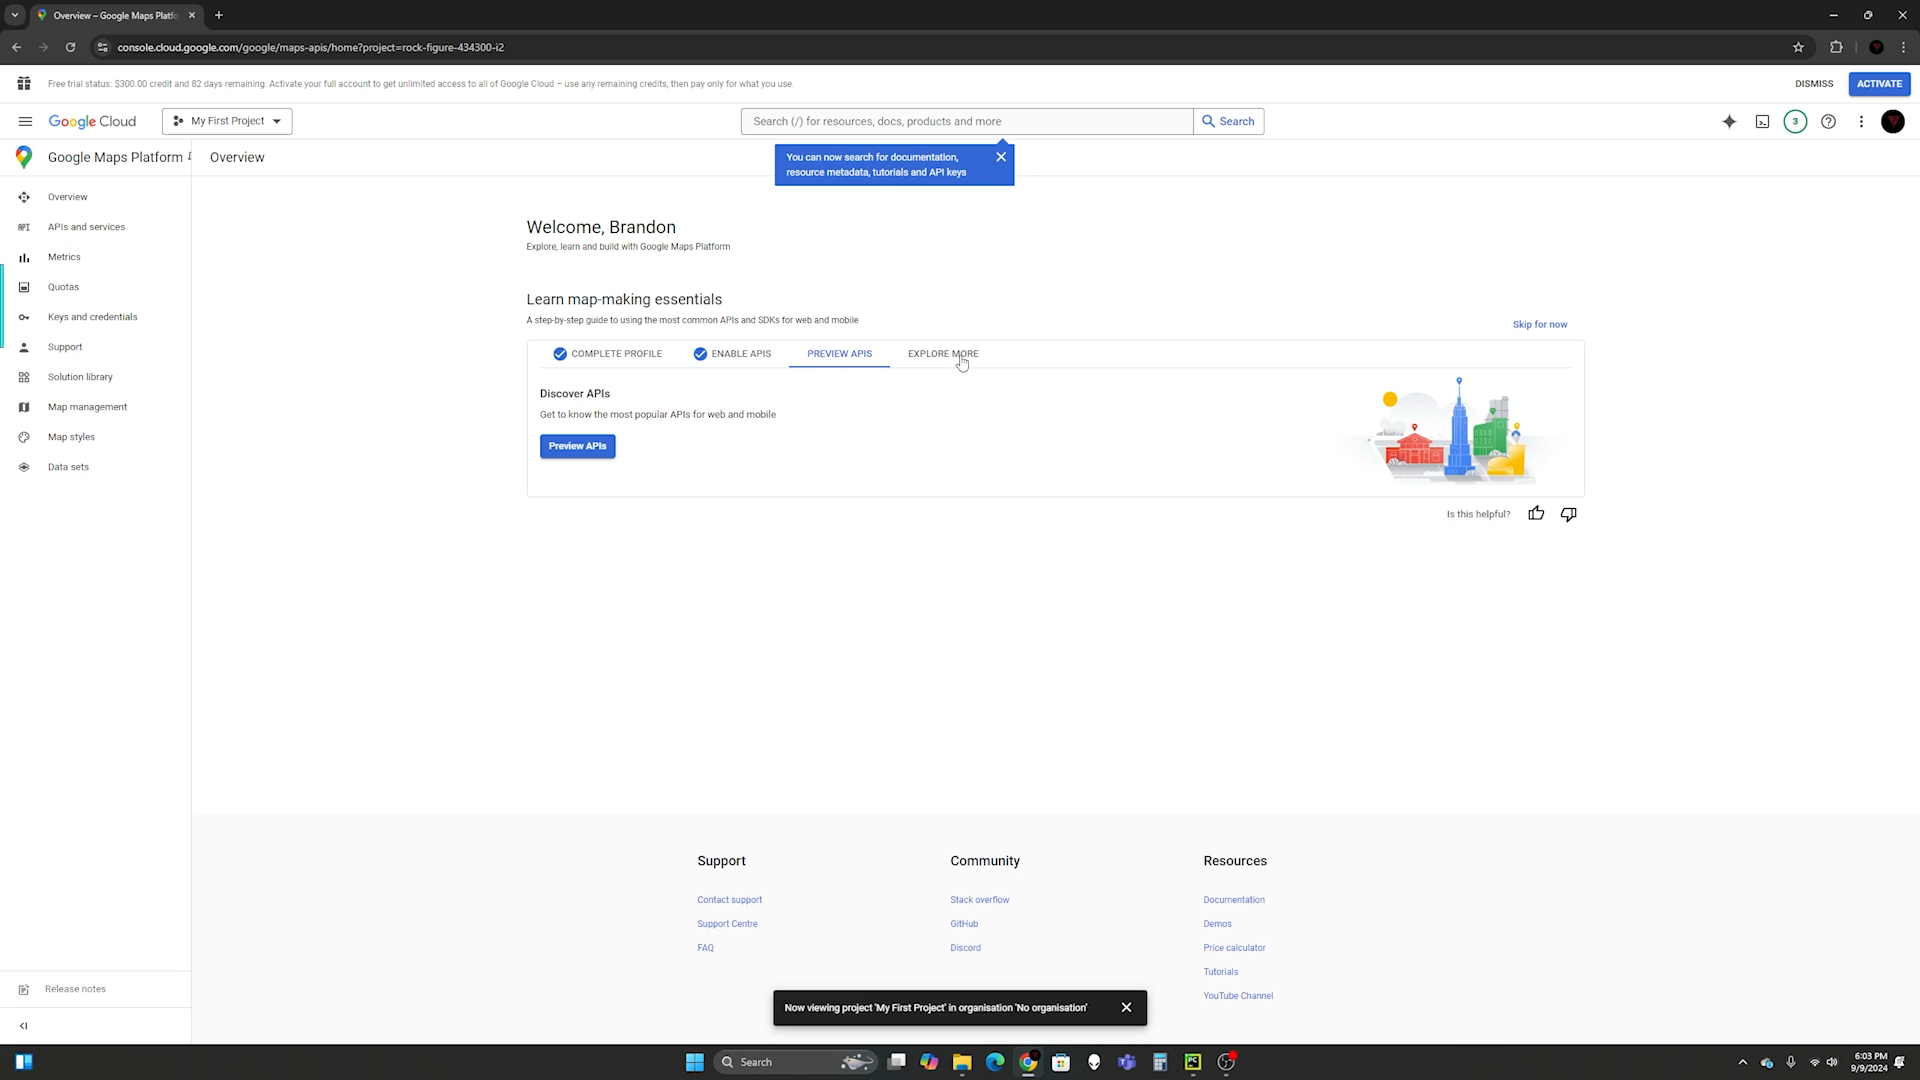 Overview – Google Maps Platfo
console.cloud.google.com/google/maps-apis/home?project=rock-figure-434300-i2
Free trial status: $300.00 credit and 82 days remaining. Activate your full account to get unlimited access to all of Google Cloud – use any remaining credits, then pay only for what you use.
DISMISS
ACTIVATE
Google Cloud
My First Project
Search (/) for resources, docs, products and more
Search
3
Google Maps Platform
Overview
You can now search for documentation,
resource metadata, tutorials and API keys
Overview
API APIs and services
Metrics
Quotas
Keys and credentials
Support
Solution library
Map management
Map styles
Data sets
Release notes
Welcome, Brandon
Explore, learn and build with Google Maps Platform
Learn map-making essentials
A step-by-step guide to using the most common APIs and SDKs for web and mobile
Skip for now
COMPLETE PROFILE
ENABLE APIS
PREVIEW APIS
EXPLORE MORE
Discover APIs
Get to know the most popular APIs for web and mobile
Preview APIs
Is this helpful?
Support
Contact support
Support Centre
FAQ
Community
Stack overflow
GitHub
Discord
Resources
Documentation
Demos
Price calculator
Tutorials
YouTube Channel
Now viewing project 'My First Project' in organisation 'No organisation'
Search
PC
6:03 PM
9/9/2024